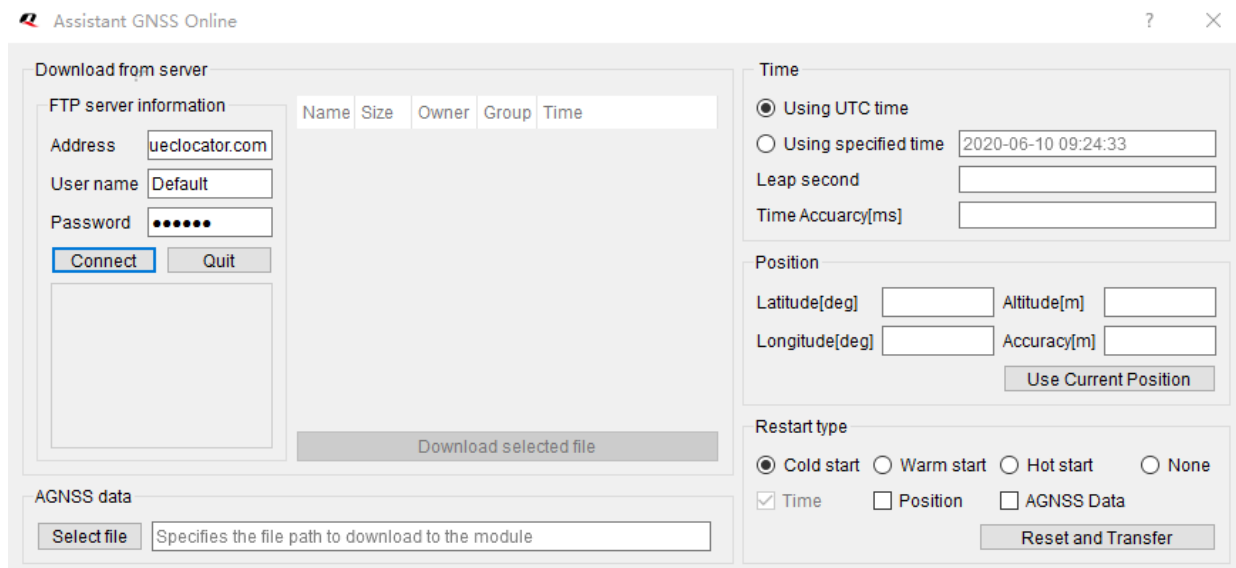 Assistant GNSS Online
Download from server
FTP server information
Address ueclocator.com
User name Default
Password ●●●●●●
Connect Quit
Name Size Owner Group Time
Download selected file
AGNSS data
Select file Specifies the file path to download to the module
Time
Using UTC time
Using specified time 2020-06-10 09:24:33
Leap second
Time Accuarcy[ms]
Position
Latitude[deg] Altitude[m]
Longitude[deg] Accuracy[m]
Use Current Position
Restart type
Cold start Warm start Hot start None
Time Position AGNSS Data
Reset and Transfer